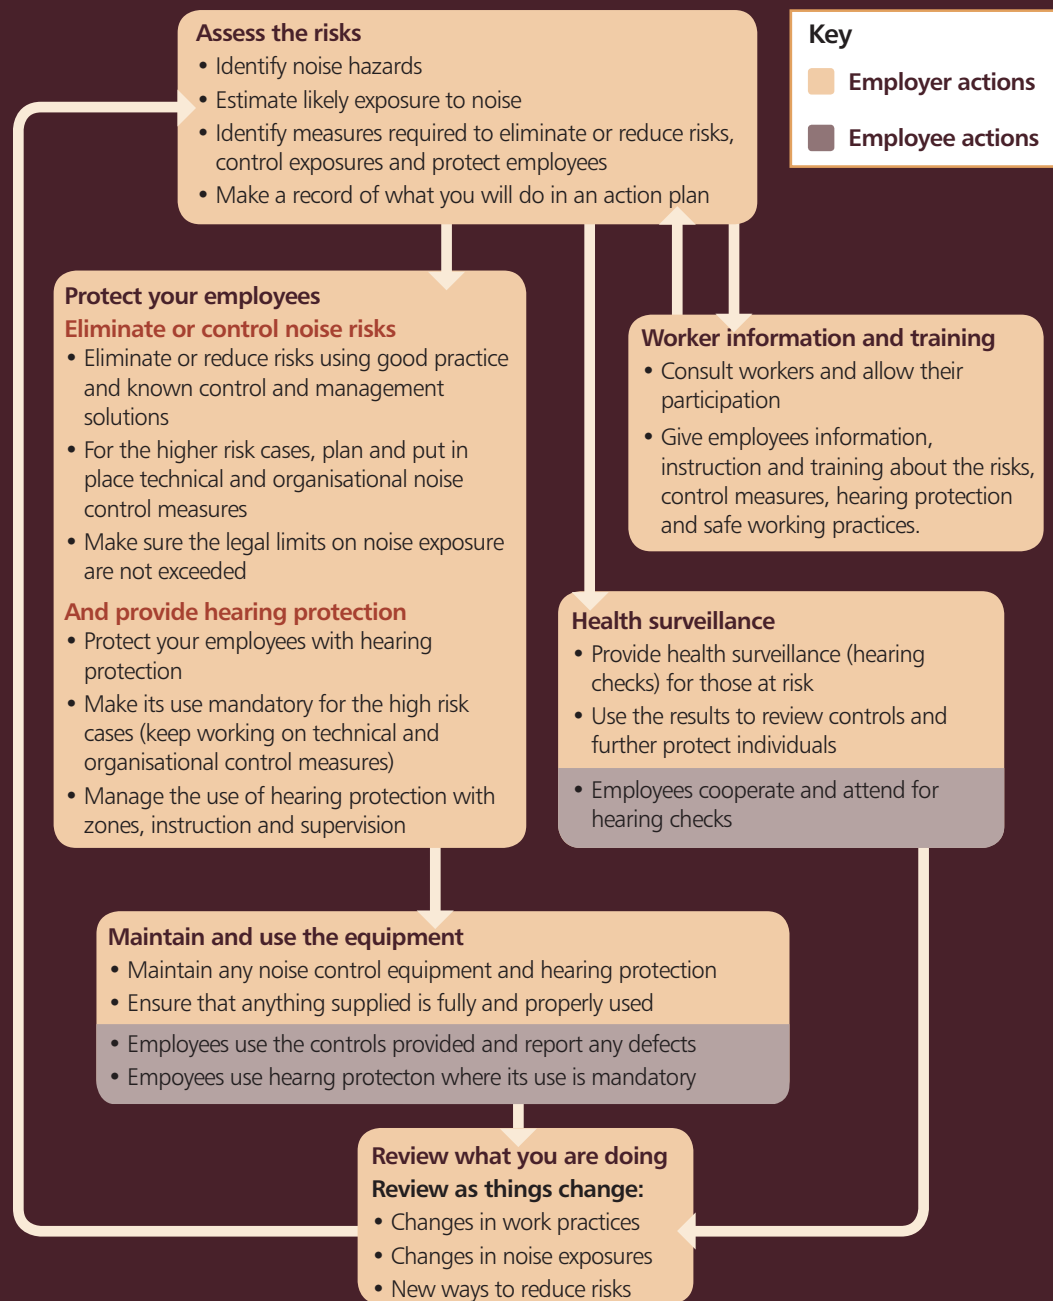 Assess the risks
• Identify noise hazards
• Estimate likely exposure to noise
• Identify measures required to eliminate or reduce risks,
control exposures and protect employees
• Make a record of what you will do in an action plan
Key
Employer actions
Employee actions
Protect your employees
Eliminate or control noise risks
• Eliminate or reduce risks using good practice
and known control and management
solutions
• For the higher risk cases, plan and put in
place technical and organisational noise
control measures
• Make sure the legal limits on noise exposure
are not exceeded
And provide hearing protection
• Protect your employees with hearing
protection
• Make its use mandatory for the high risk
cases (keep working on technical and
organisational control measures)
• Manage the use of hearing protection with
zones, instruction and supervision
Worker information and training
• Consult workers and allow their
participation
• Give employees information,
instruction and training about the risks,
control measures, hearing protection
and safe working practices.
Health surveillance
• Provide health surveillance (hearing
checks) for those at risk
• Use the results to review controls and
further protect individuals
• Employees cooperate and attend for
hearing checks
Maintain and use the equipment
• Maintain any noise control equipment and hearing protection
• Ensure that anything supplied is fully and properly used
• Employees use the controls provided and report any defects
• Empoyees use hearng protecton where its use is mandatory
Review what you are doing
Review as things change:
• Changes in work practices
• Changes in noise exposures
• New ways to reduce risks